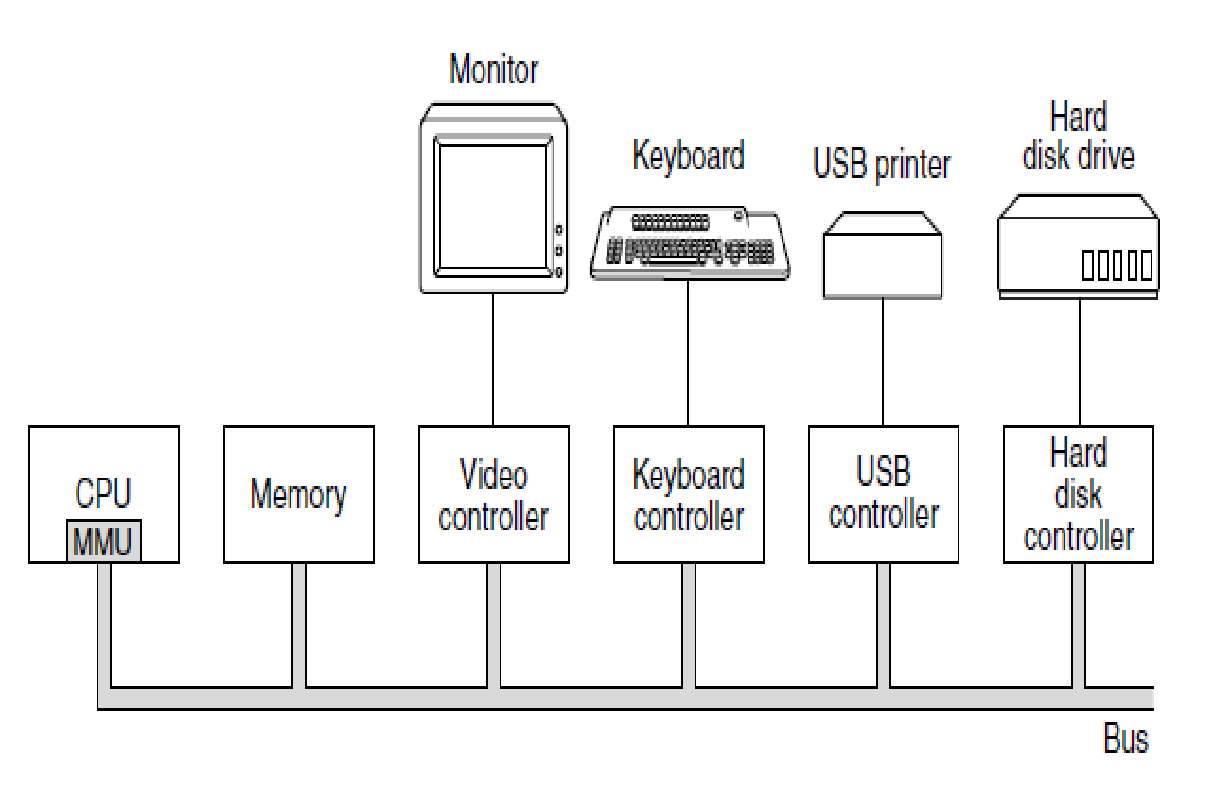 Monitor
Keyboard
USB printer
Hard
disk drive
CPU
MMU
Memory
Video
controller
Keyboard
controller
USB
controller
Hard
disk
controller
Bus